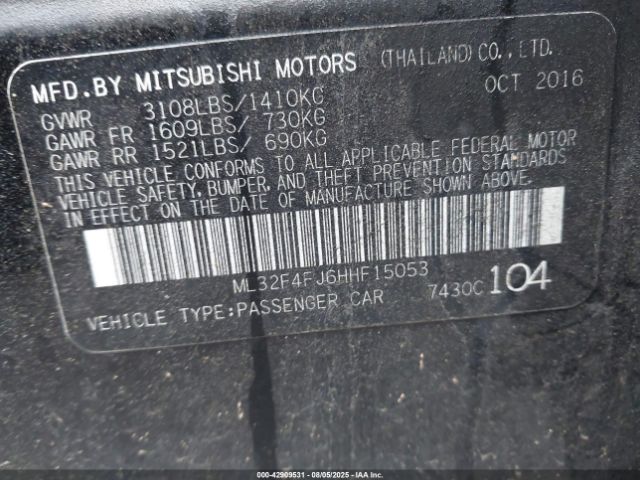 MFD.BY MITSUBISHI MOTORS (THAILAND) CO., LTD.
GVWR 3108LBS/1410KG OCT 2016
GAWR FR 1609LBS/ 730KG
GAWR RR 1521LBS/ 690KG
THIS VEHICLE CONFORMS TO ALL APPLICABLE FEDERAL MOTOR
VEHICLE SAFETY, BUMPER, AND THEFT PREVENTION STANDARDS
IN EFFECT ON THE DATE OF MANUFACTURE SHOWN ABOVE.
ML32F4FJ6HHF15053
VEHICLE TYPE:PASSENGER CAR 7430C 104
000-42909531 - 08/05/2025 - IAAI.COM